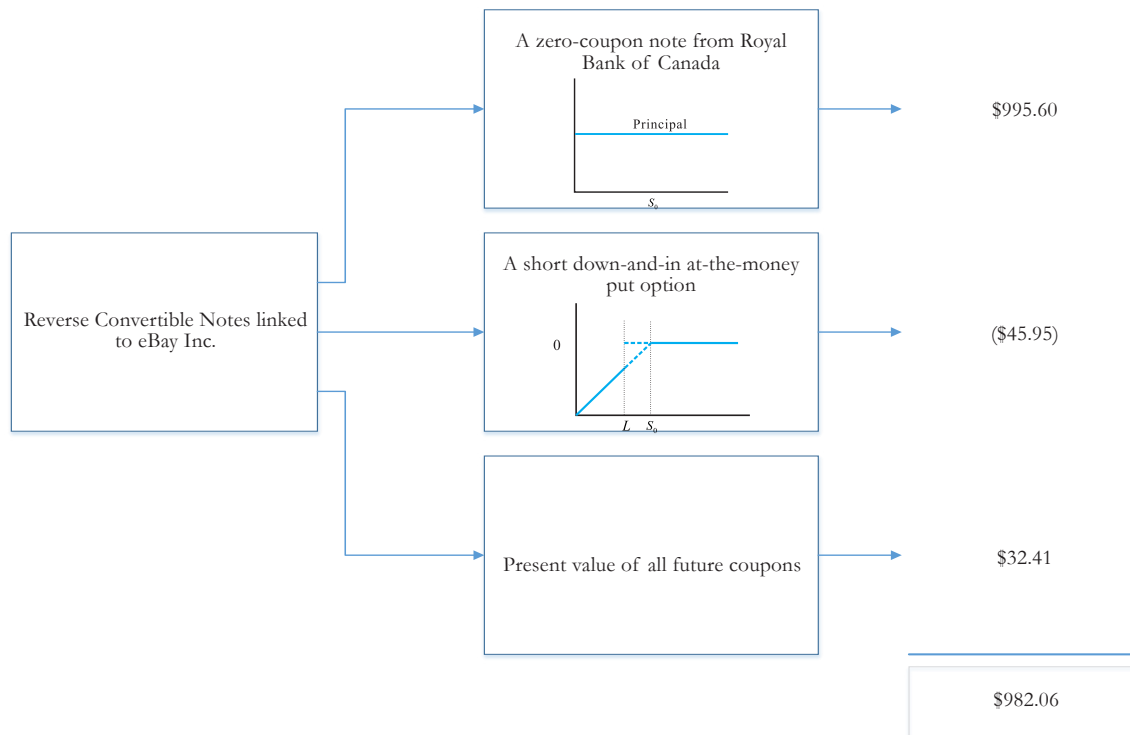 A zero-coupon note from Royal
Bank of Canada
Principal
S₀
$995.60
Reverse Convertible Notes linked
to eBay Inc.
A short down-and-in at-the-money
put option
0
L S₀
($45.95)
Present value of all future coupons
$32.41
$982.06